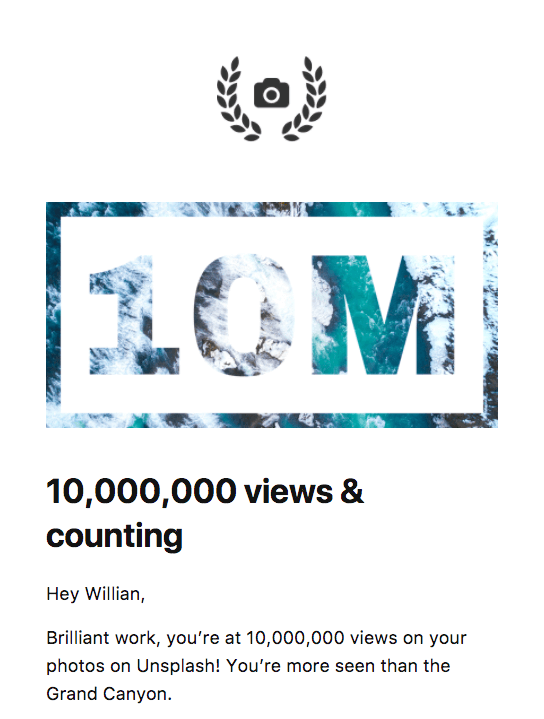 10M
10,000,000 views &
counting
Hey Willian,
Brilliant work, you’re at 10,000,000 views on your
photos on Unsplash! You’re more seen than the
Grand Canyon.